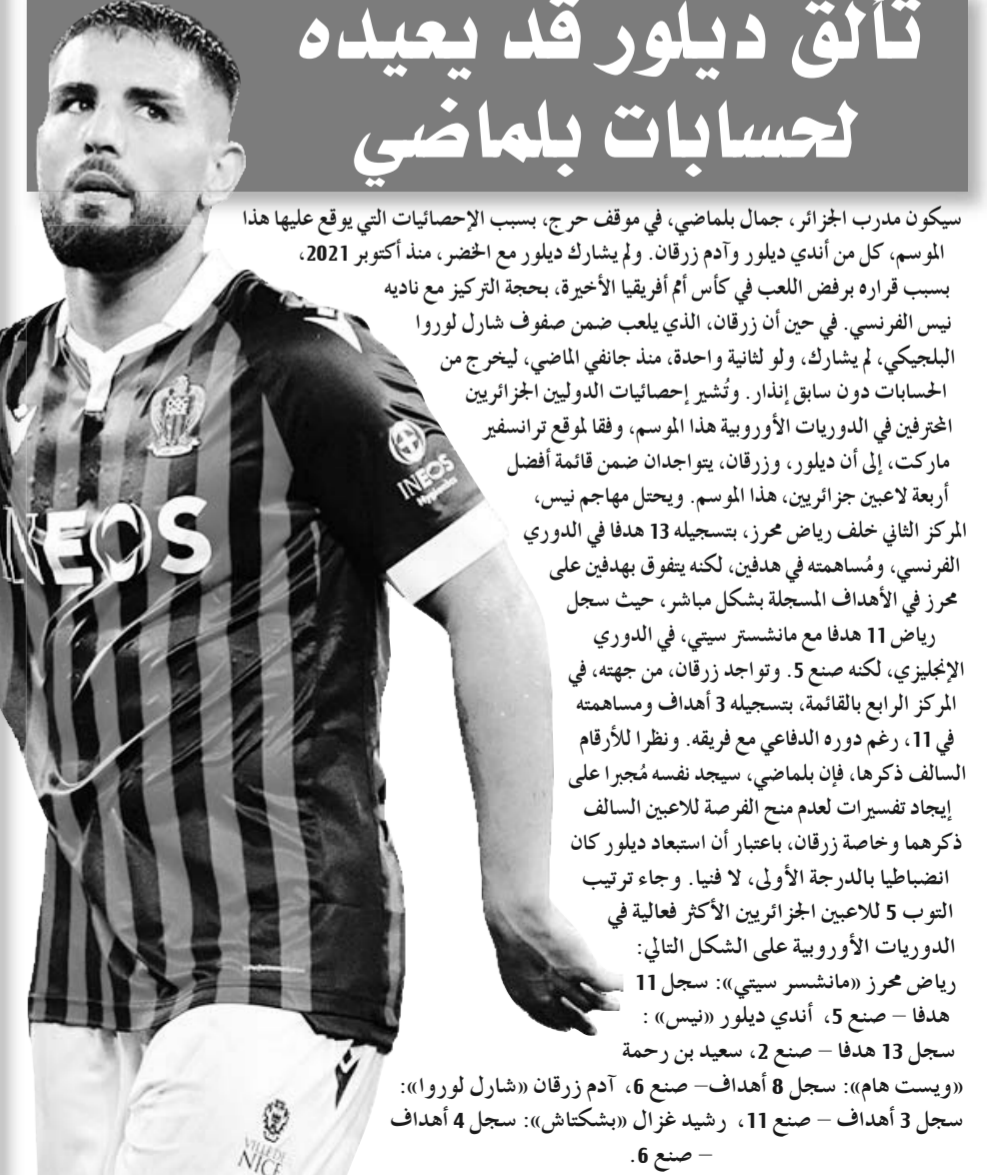 تألق ديلور قد يعيده
لحسابات بلماضي
سيكون مدرب الجزائر، جمال بلماضي، في موقف حرج، بسبب الإحصائيات التي يوقع عليها هذا
الموسم، كل من أندي ديلور وآدم زرقان. ولم يشارك ديلور مع الخضر، منذ أكتوبر 2021،
بسبب قراره برفض اللعب في كأس أمم أفريقيا الأخيرة، بحجة التركيز مع ناديه
نيس الفرنسي. في حين أن زرقان، الذي يلعب ضمن صفوف شارل لوروا
البلجيكي، لم يشارك، ولو لثانية واحدة، منذ جانفي الماضي، ليخرج من
الحسابات دون سابق إنذار. وتُشير إحصائيات الدوليين الجزائريين
المحترفين في الدوريات الأوروبية هذا الموسم، وفقا لموقع ترانسفير
ماركت، إلى أن ديلور، وزرقان، يتواجدان ضمن قائمة أفضل
أربعة لاعبين جزائريين، هذا الموسم. ويحتل مهاجم نيس،
المركز الثاني خلف رياض محرز، بتسجيله 13 هدفا في الدوري
الفرنسي، ومُساهمته في هدفين، لكنه يتفوق بهدفين على
محرز في الأهداف المسجلة بشكل مباشر، حيث سجل
رياض 11 هدفا مع مانشستر سيتي، في الدوري
الإنجليزي، لكنه صنع 5. وتواجد زرقان، من جهته، في
المركز الرابع بالقائمة، بتسجيله 3 أهداف ومساهمته
في 11، رغم دوره الدفاعي مع فريقه. ونظرا للأرقام
السالف ذكرها، فإن بلماضي، سيجد نفسه مُجبرا على
إيجاد تفسيرات لعدم منح الفرصة للاعبين السالف
ذكرهما وخاصة زرقان، باعتبار أن استبعاد ديلور كان
انضباطيا بالدرجة الأولى، لا فنيا. وجاء ترتيب
التوب 5 للاعبين الجزائريين الأكثر فعالية في
الدوريات الأوروبية على الشكل التالي:
رياض محرز «مانشسر سيتي»: سجل 11
هدفا – صنع 5، أندي ديلور «نيس» :
سجل 13 هدفا – صنع 2، سعيد بن رحمة
«ويست هام»: سجل 8 أهداف– صنع 6، آدم زرقان «شارل لوروا»:
سجل 3 أهداف – صنع 11، رشيد غزال «بشكتاش»: سجل 4 أهداف
– صنع 6.
INEOS
INEOS
VILLE DE
NICE